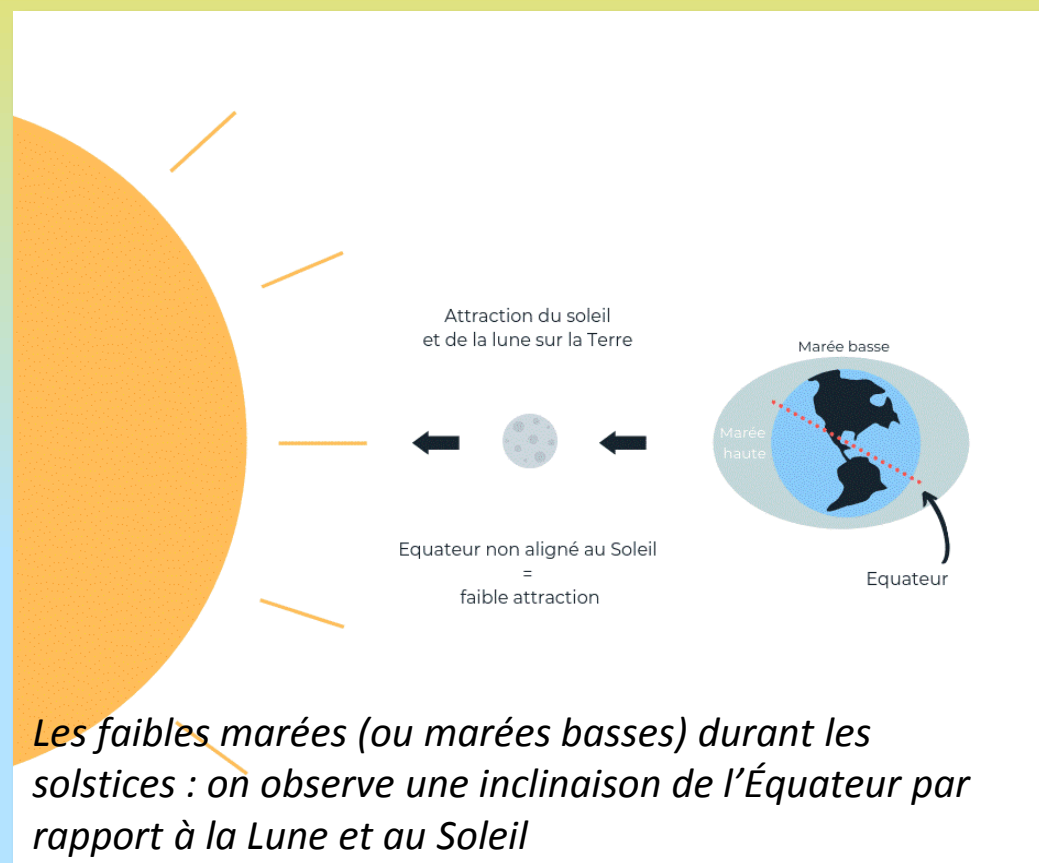 Attraction du soleil
et de la lune sur la Terre
Marée basse
Marée
haute
Equateur non aligné au Soleil
=
faible attraction
Equateur
Les faibles marées (ou marées basses) durant les
solstices : on observe une inclinaison de l’Équateur par
rapport à la Lune et au Soleil